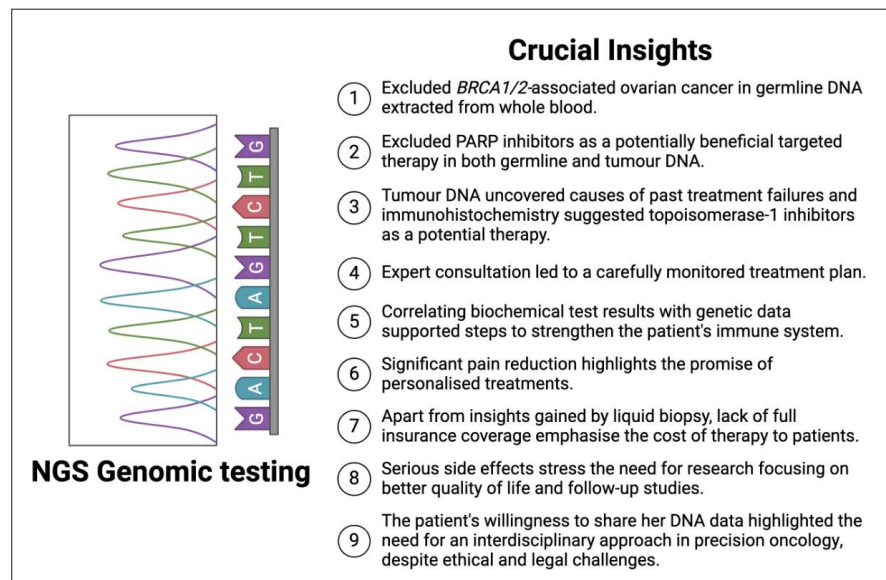 Crucial Insights
1 Excluded BRCA1/2-associated ovarian cancer in germline DNA
extracted from whole blood.
2 Excluded PARP inhibitors as a potentially beneficial targeted
therapy in both germline and tumour DNA.
3 Tumour DNA uncovered causes of past treatment failures and
immunohistochemistry suggested topoisomerase-1 inhibitors
as a potential therapy.
4 Expert consultation led to a carefully monitored treatment plan.
5 Correlating biochemical test results with genetic data
supported steps to strengthen the patient's immune system.
6 Significant pain reduction highlights the promise of
personalised treatments.
7 Apart from insights gained by liquid biopsy, lack of full
insurance coverage emphasise the cost of therapy to patients.
8 Serious side effects stress the need for research focusing on
better quality of life and follow-up studies.
9 The patient's willingness to share her DNA data highlighted the
need for an interdisciplinary approach in precision oncology,
despite ethical and legal challenges.
G
T
C
T
G
A
T
C
A
G
NGS Genomic testing